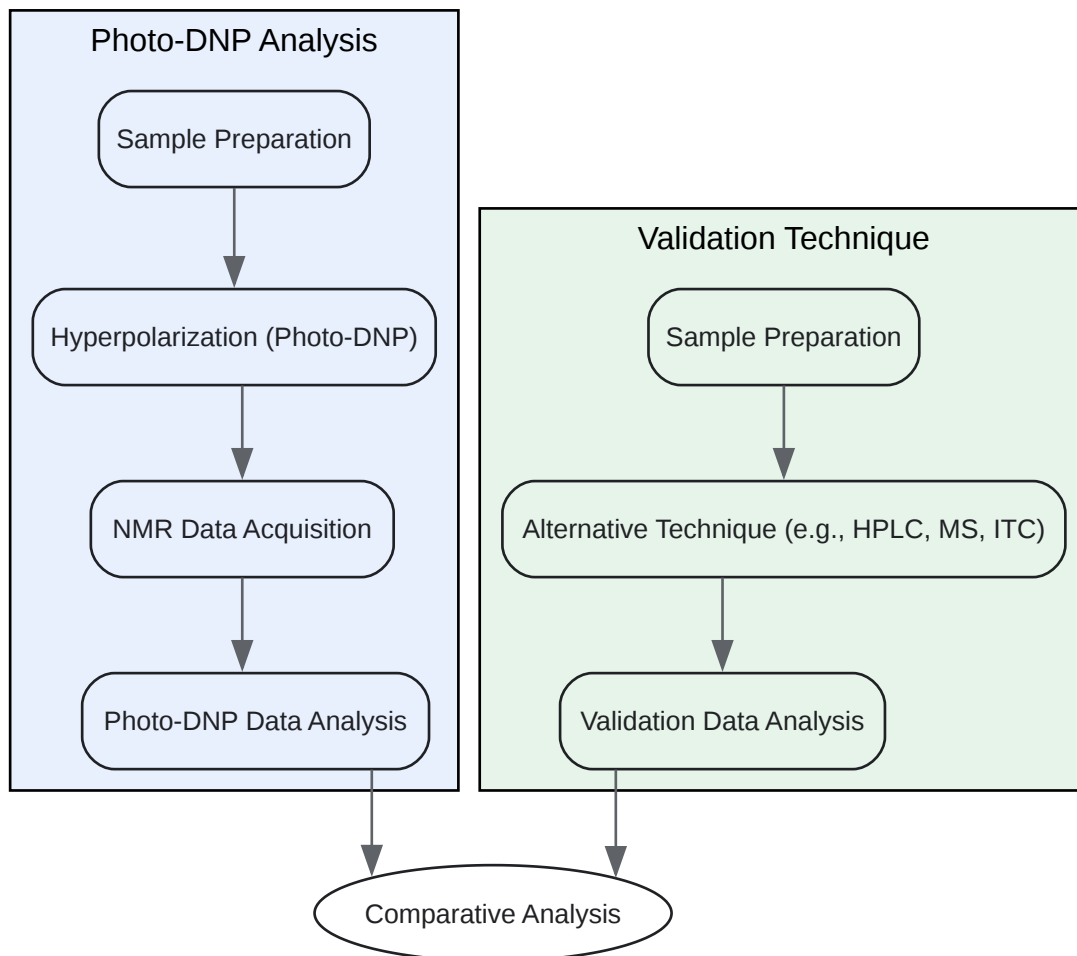 Photo-DNP Analysis
Sample Preparation
Hyperpolarization (Photo-DNP)
NMR Data Acquisition
Photo-DNP Data Analysis
Validation Technique
Sample Preparation
Alternative Technique (e.g., HPLC, MS, ITC)
Validation Data Analysis
Comparative Analysis